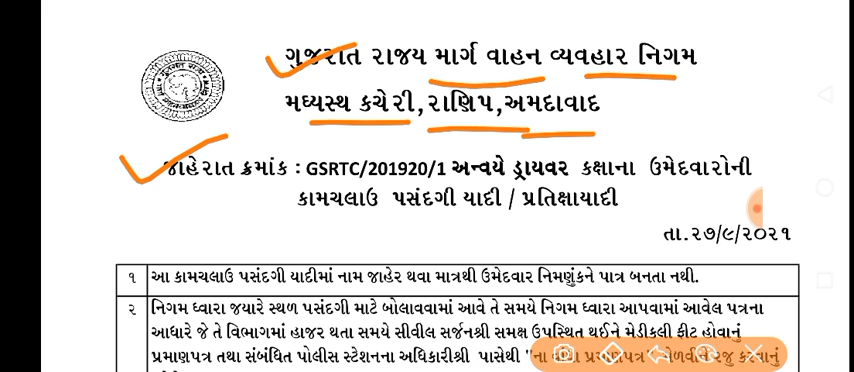 ગુજરાત રાજય માર્ગ વાહન વ્યવહાર નિગમ
મધ્યસ્થ કચેરી,રાણિપ,અમદાવાદ
જાહેરાત ક્રમાંક : GSRTC/201920/1 અન્વયે ડ્રાયવર કક્ષાના ઉમેદવારોની
કામચલાઉ પસંદગી યાદી / પ્રતિક્ષાયાદી
તા.૨૭/૯/૨૦૨૧
૧ આ કામચલાઉ પસંદગી યાદીમાં નામ જાહેર થવા માત્રથી ઉમેદવાર નિમણુંકને પાત્ર બનતા નથી.
૨ નિગમ ધ્વારા જયારે સ્થળ પસંદગી માટે બોલાવવામાં આવે તે સમયે નિગમ ધ્વારા આપવામાં આવેલ પત્રના
આધારે જે તે વિભાગમાં હાજર થતા સમયે સીવીલ સર્જનશ્રી સમક્ષ ઉપસ્થિત થઈને મેડીકલી ફીટ હોવાનું
પ્રમાણપત્ર તથા સંબંધિત પોલીસ સ્ટેશનના અધિકારીશ્રી પાસેથી "ના